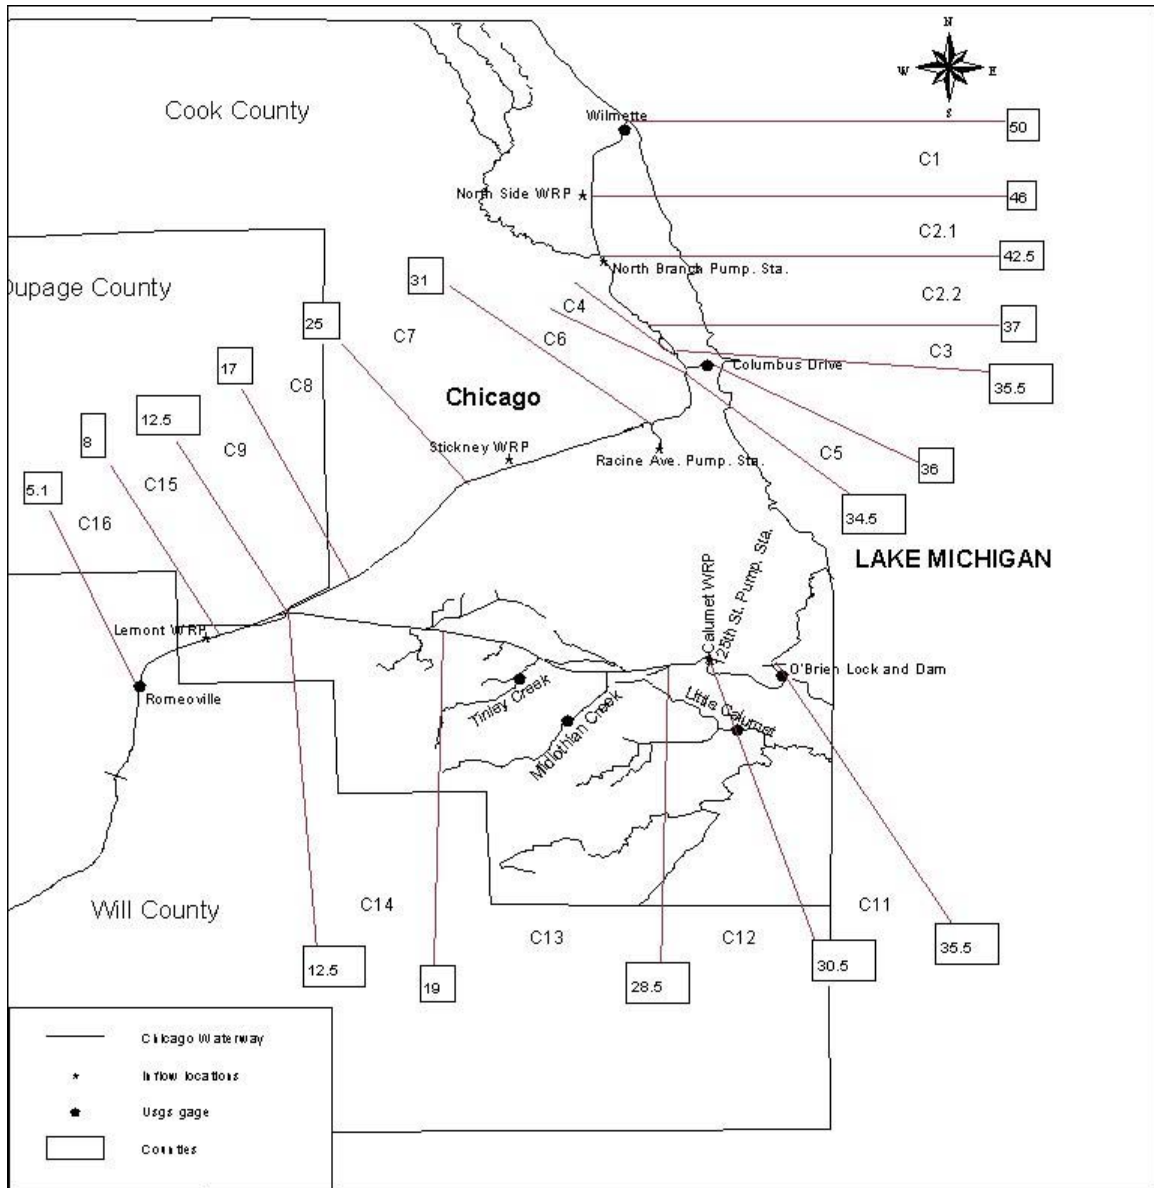 N
W
E
S
Cook County
Wilmette
50
C1
North Side WRP
46
C2.1
42.5
North Branch Pump. Sta.
Dupage County
31
C4
C2.2
25
C7
C6
37
C3
Columbus Drive
35.5
17
C8
Chicago
12.5
C9
8
C15
Stickney WRP
Racine Ave. Pump. Sta.
C5
36
5.1
C16
34.5
LAKE MICHIGAN
Calumet WRP
125th St. Pump. Sta.
Lemont WRP
O'Brien Lock and Dam
Romeoville
Tinley Creek
Midlothian Creek
Little Calumet
Will County
C14
C13
C12
C11
12.5
19
28.5
30.5
35.5
Chicago Waterway
Inflow locations
Usgs gage
Counties